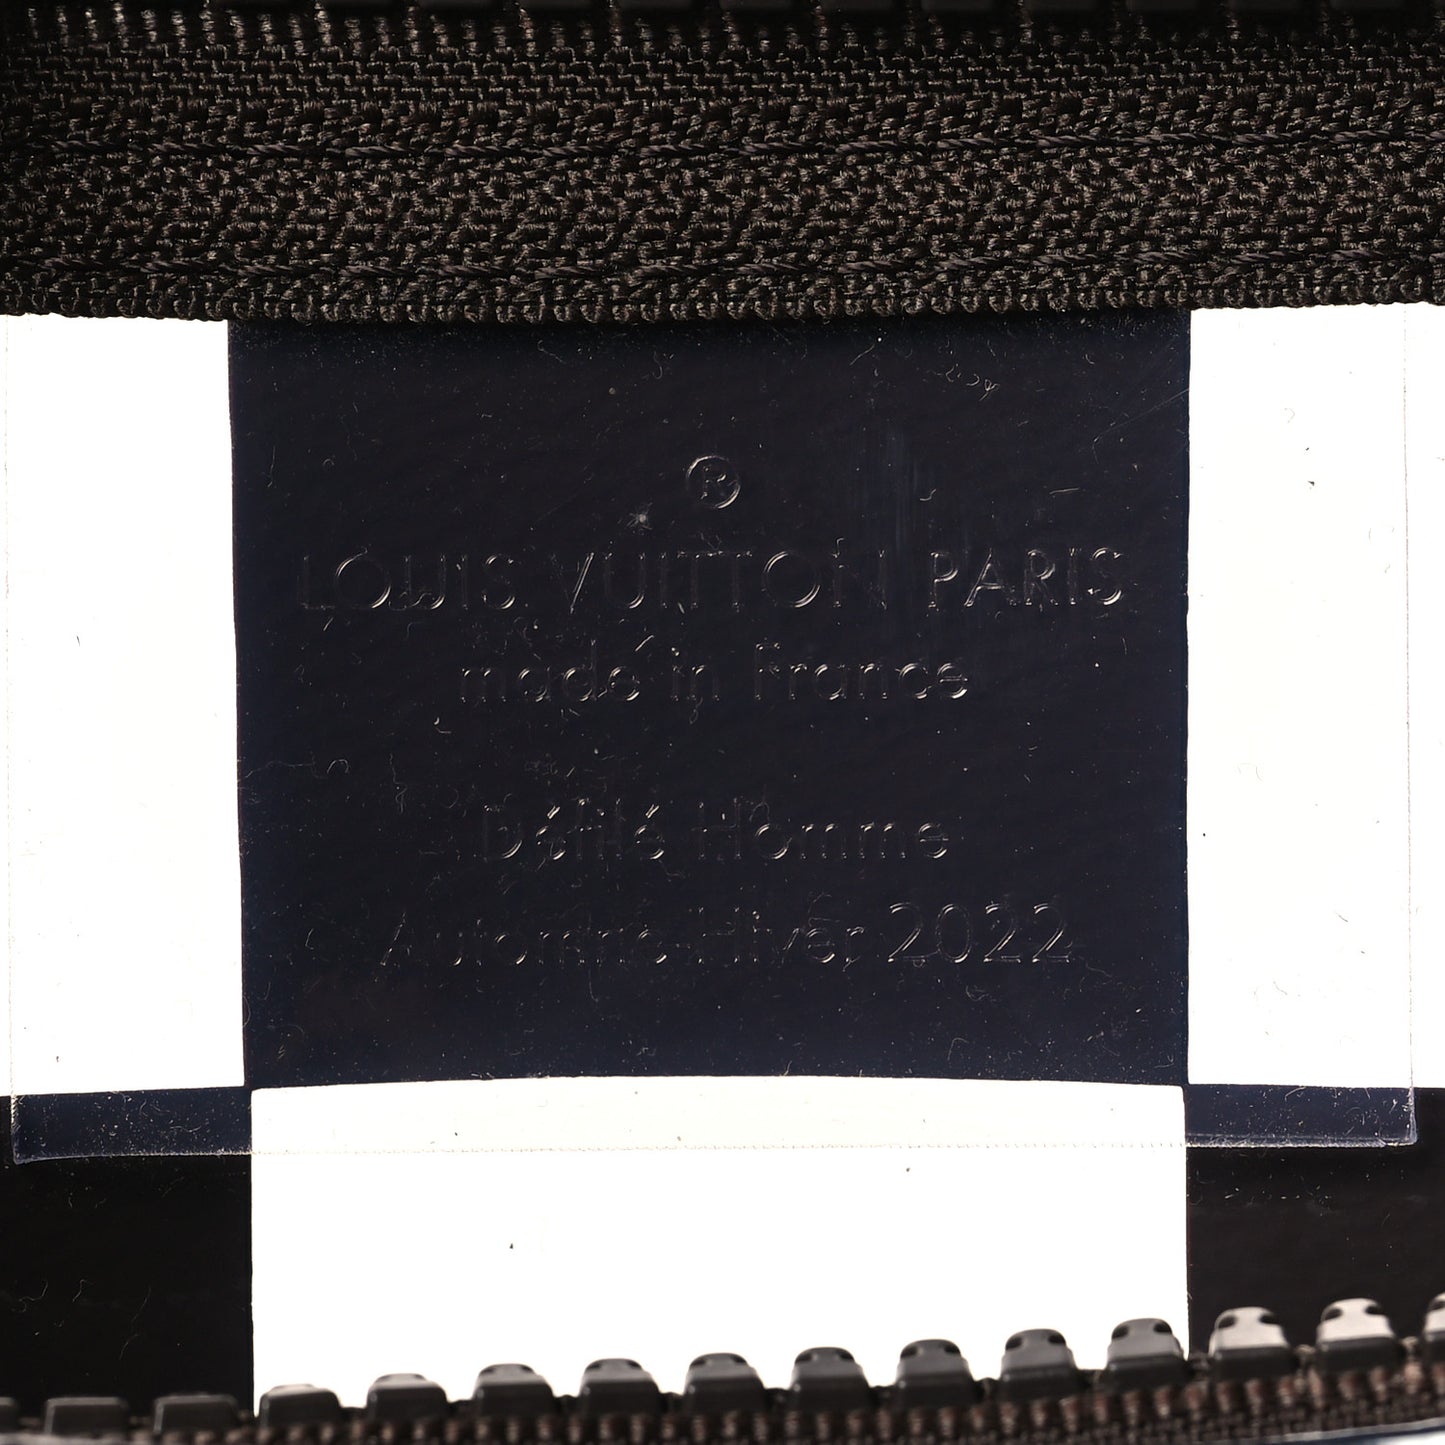 ®
LOUIS VUITTON PARIS
made in France
Défilé Homme
Automne-Hiver 2022